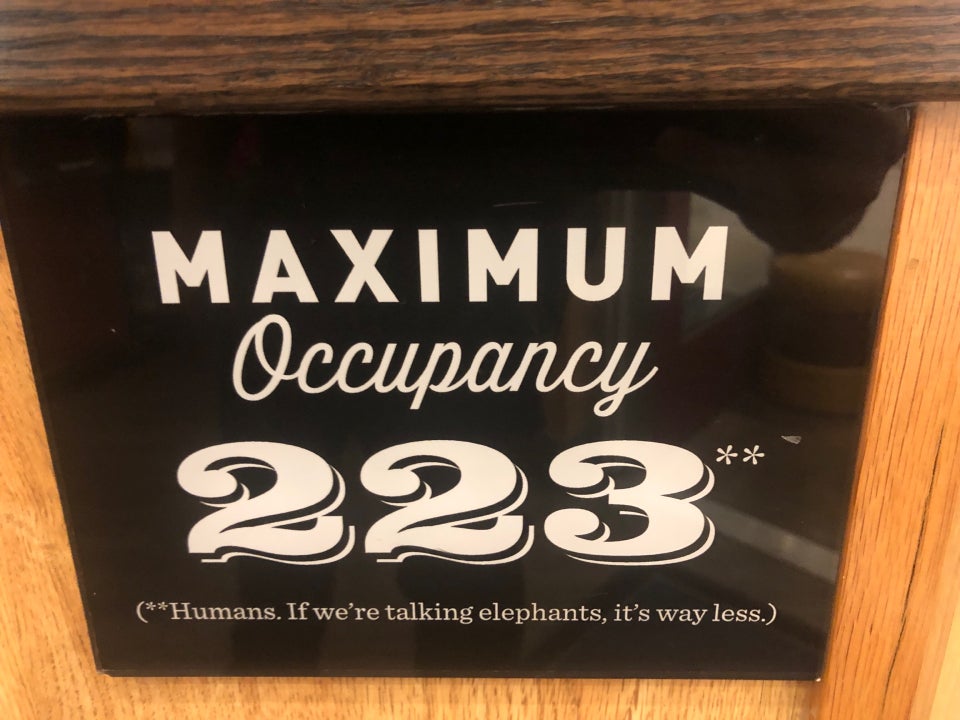 MAXIMUM
Occupancy
223**
(**Humans. If we're talking elephants, it's way less.)